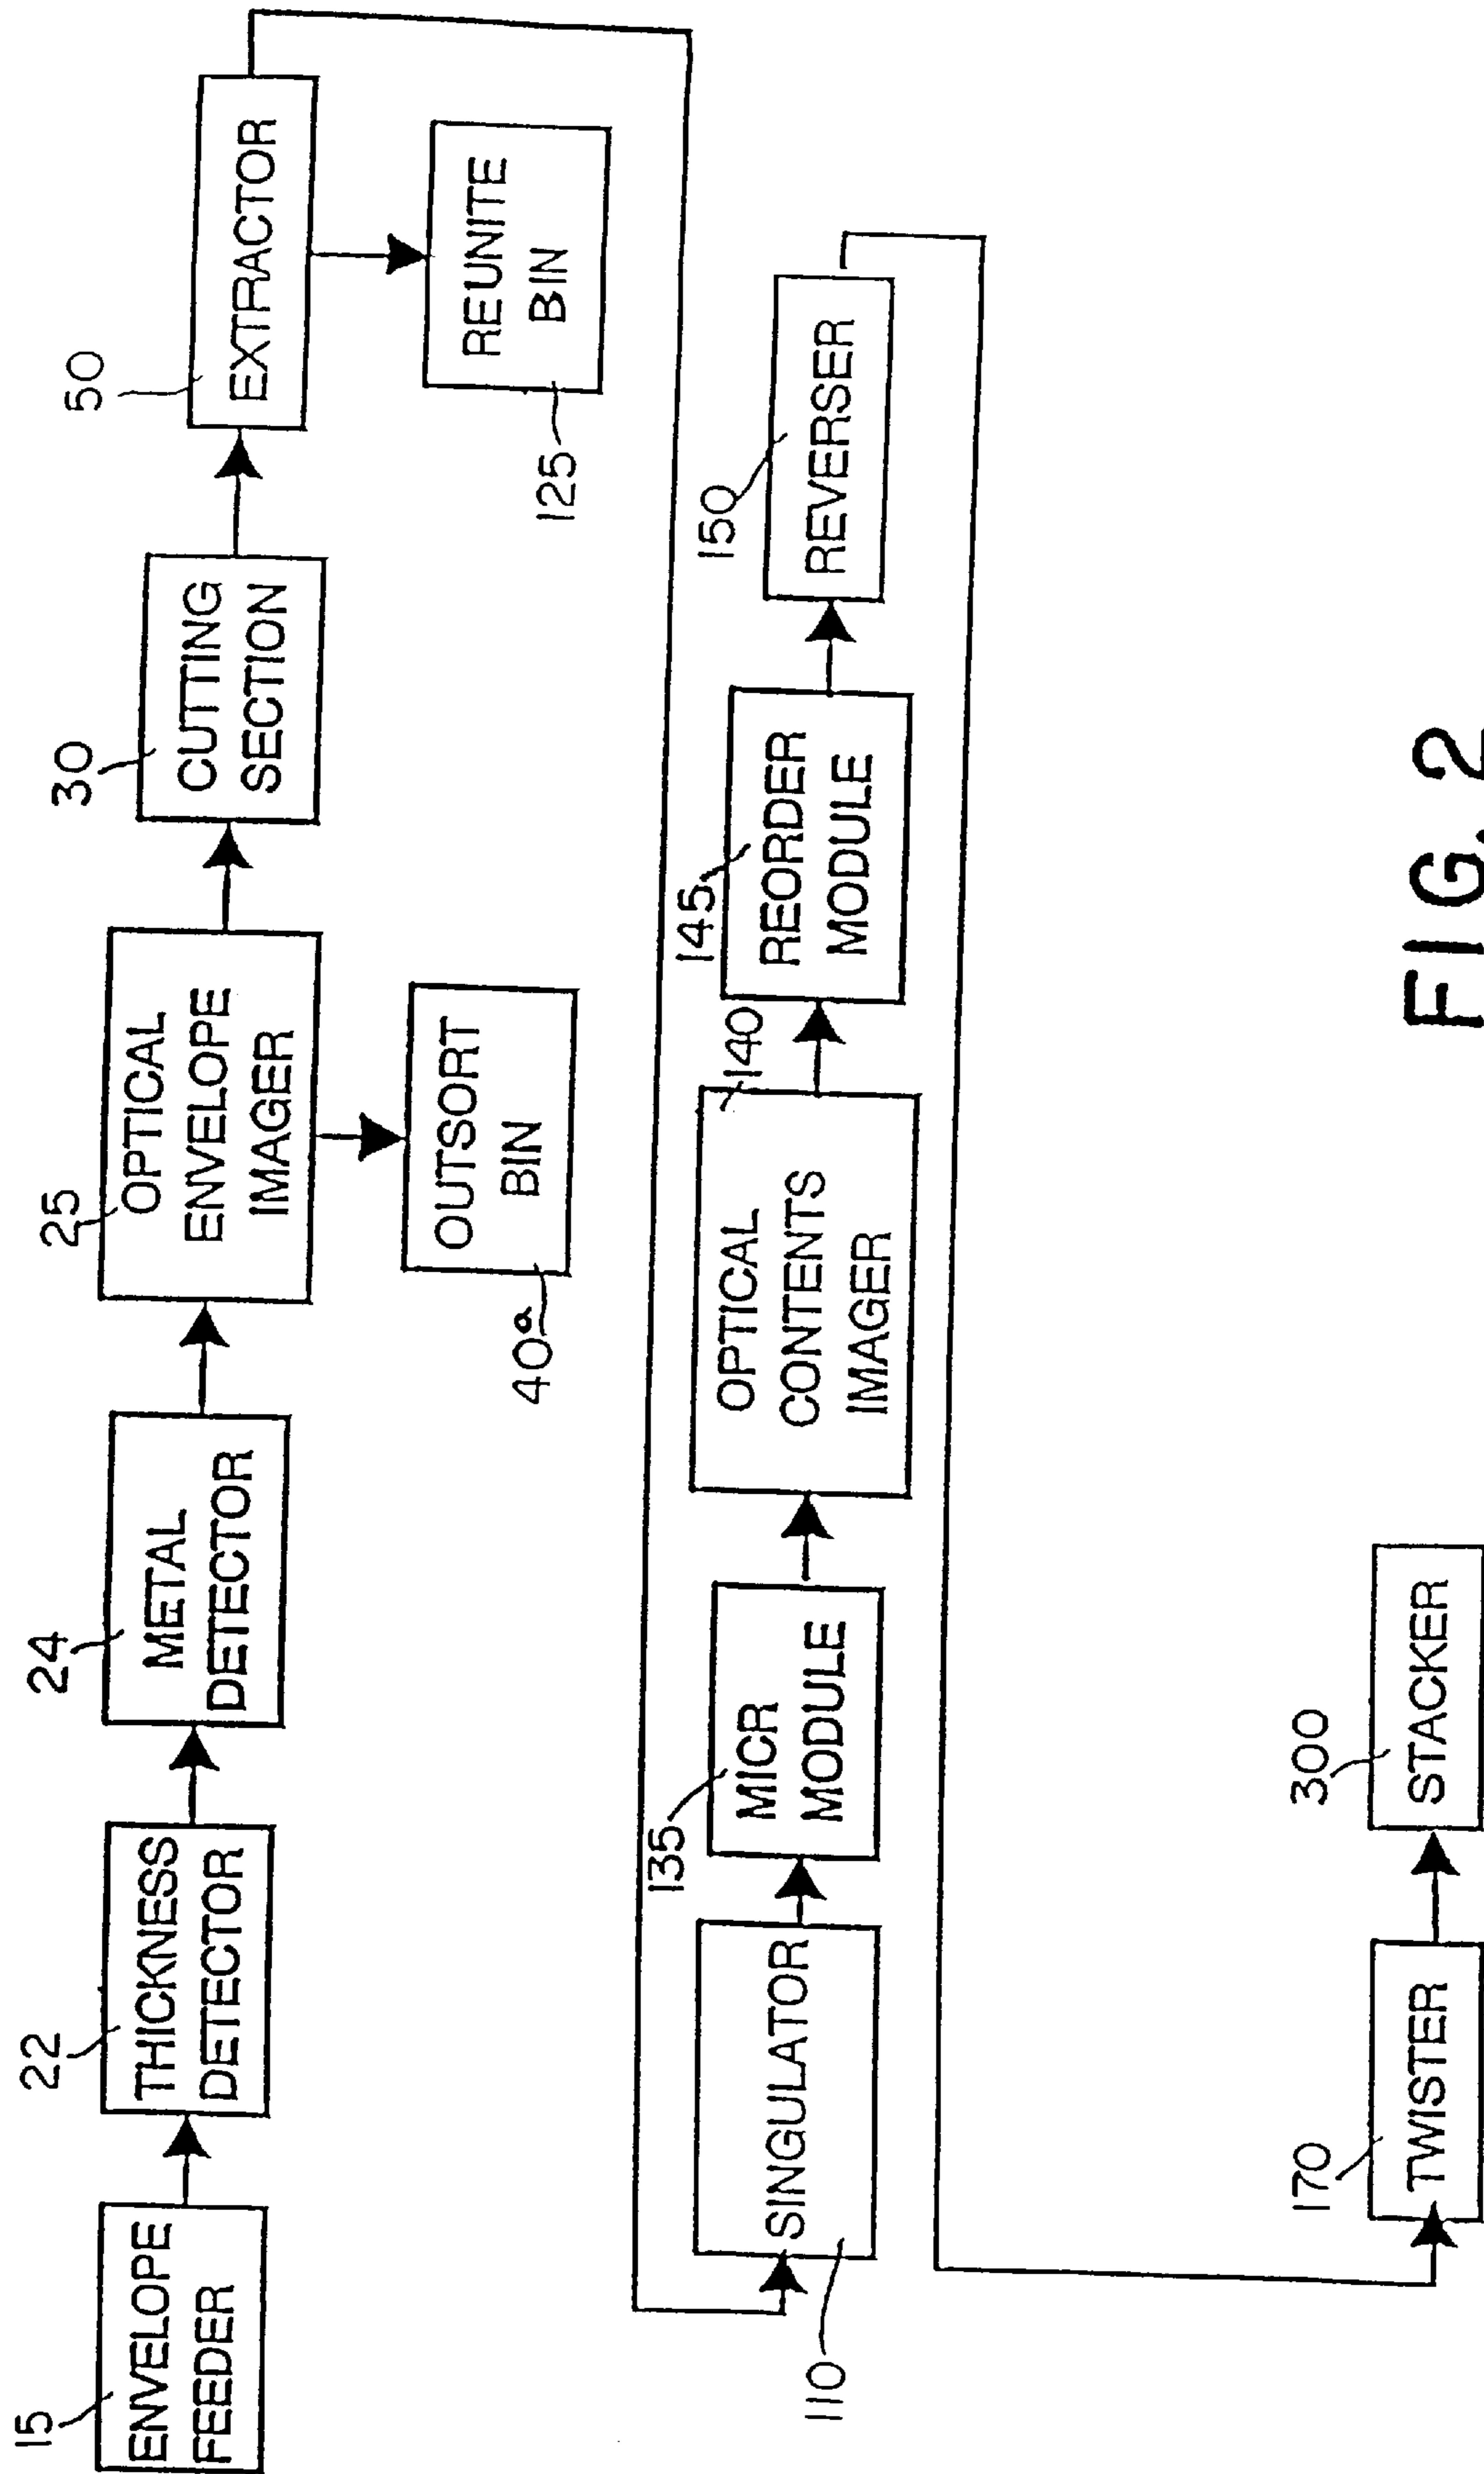 15
ENVELOPE
FEEDER
22
THICKNESS
DETECTOR
24
METAL
DETECTOR
25
OPTICAL
ENVELOPE
IMAGER
40a
OUTSORT
BIN
30
CUTTING
SECTION
50
EXTRACTOR
125
REUNITE
BIN
110
SINGULATOR
135
MICR
MODULE
140
OPTICAL
CONTENTS
IMAGER
145
REORDER
MODULE
150
REVERSER
170
TWISTER
300
STACKER
FIG. 2